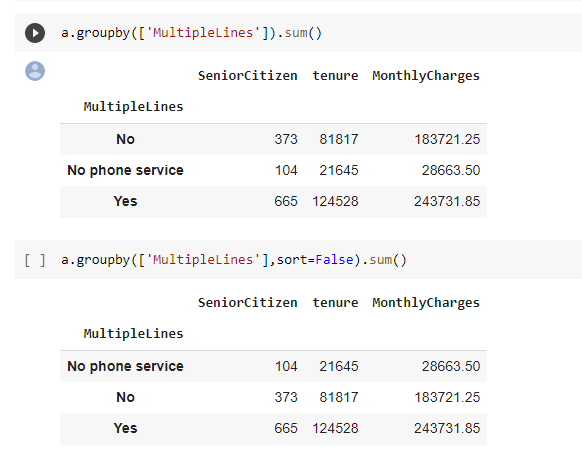 a.groupby(['MultipleLines']).sum()
SeniorCitizen tenure MonthlyCharges
MultipleLines
No 373 81817 183721.25
No phone service 104 21645 28663.50
Yes 665 124528 243731.85
[ ] a.groupby(['MultipleLines'],sort=False).sum()
SeniorCitizen tenure MonthlyCharges
MultipleLines
No phone service 104 21645 28663.50
No 373 81817 183721.25
Yes 665 124528 243731.85